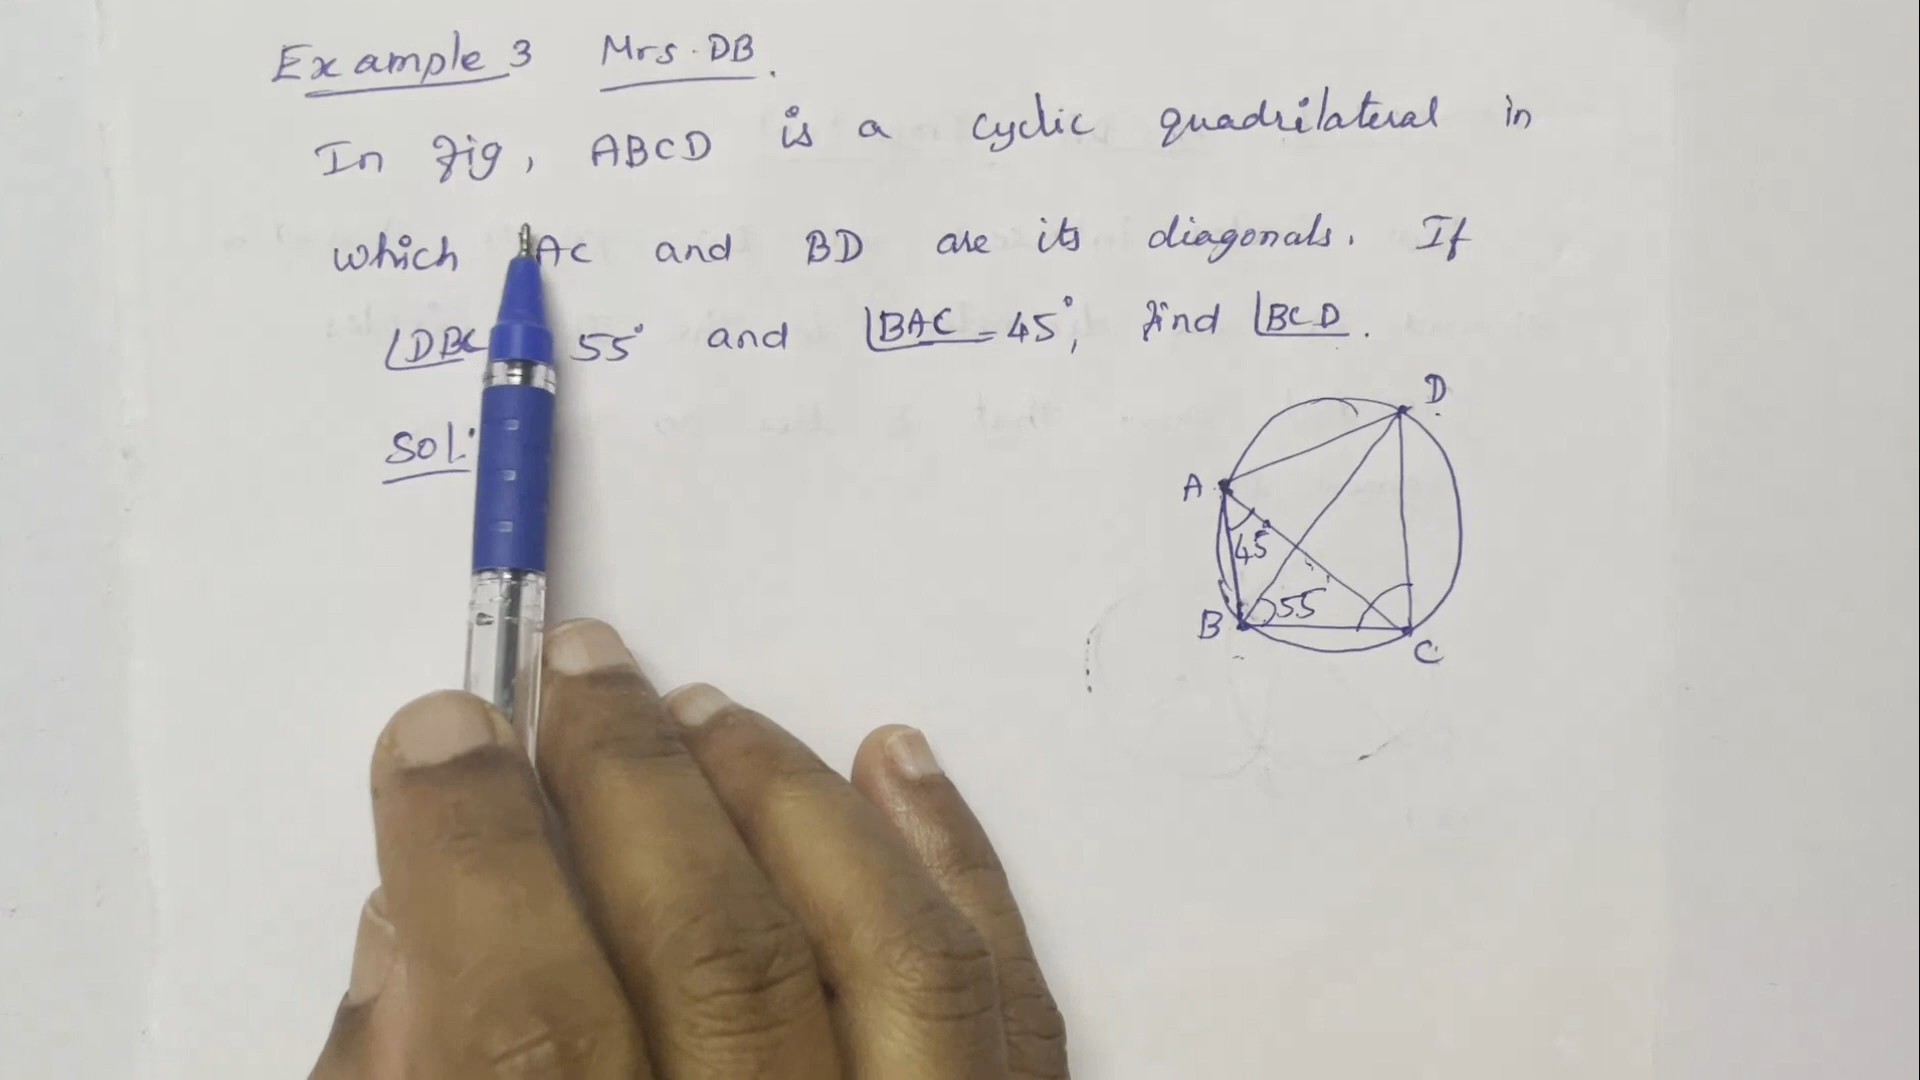 Example 3 Mrs. DB.
In fig, ABCD is a cyclic quadrilateral in
which AC and BD are its diagonals. If
∠DBC 55° and ∠BAC = 45°, find ∠BCD.
Sol:
D
A
45°
B 55°
C